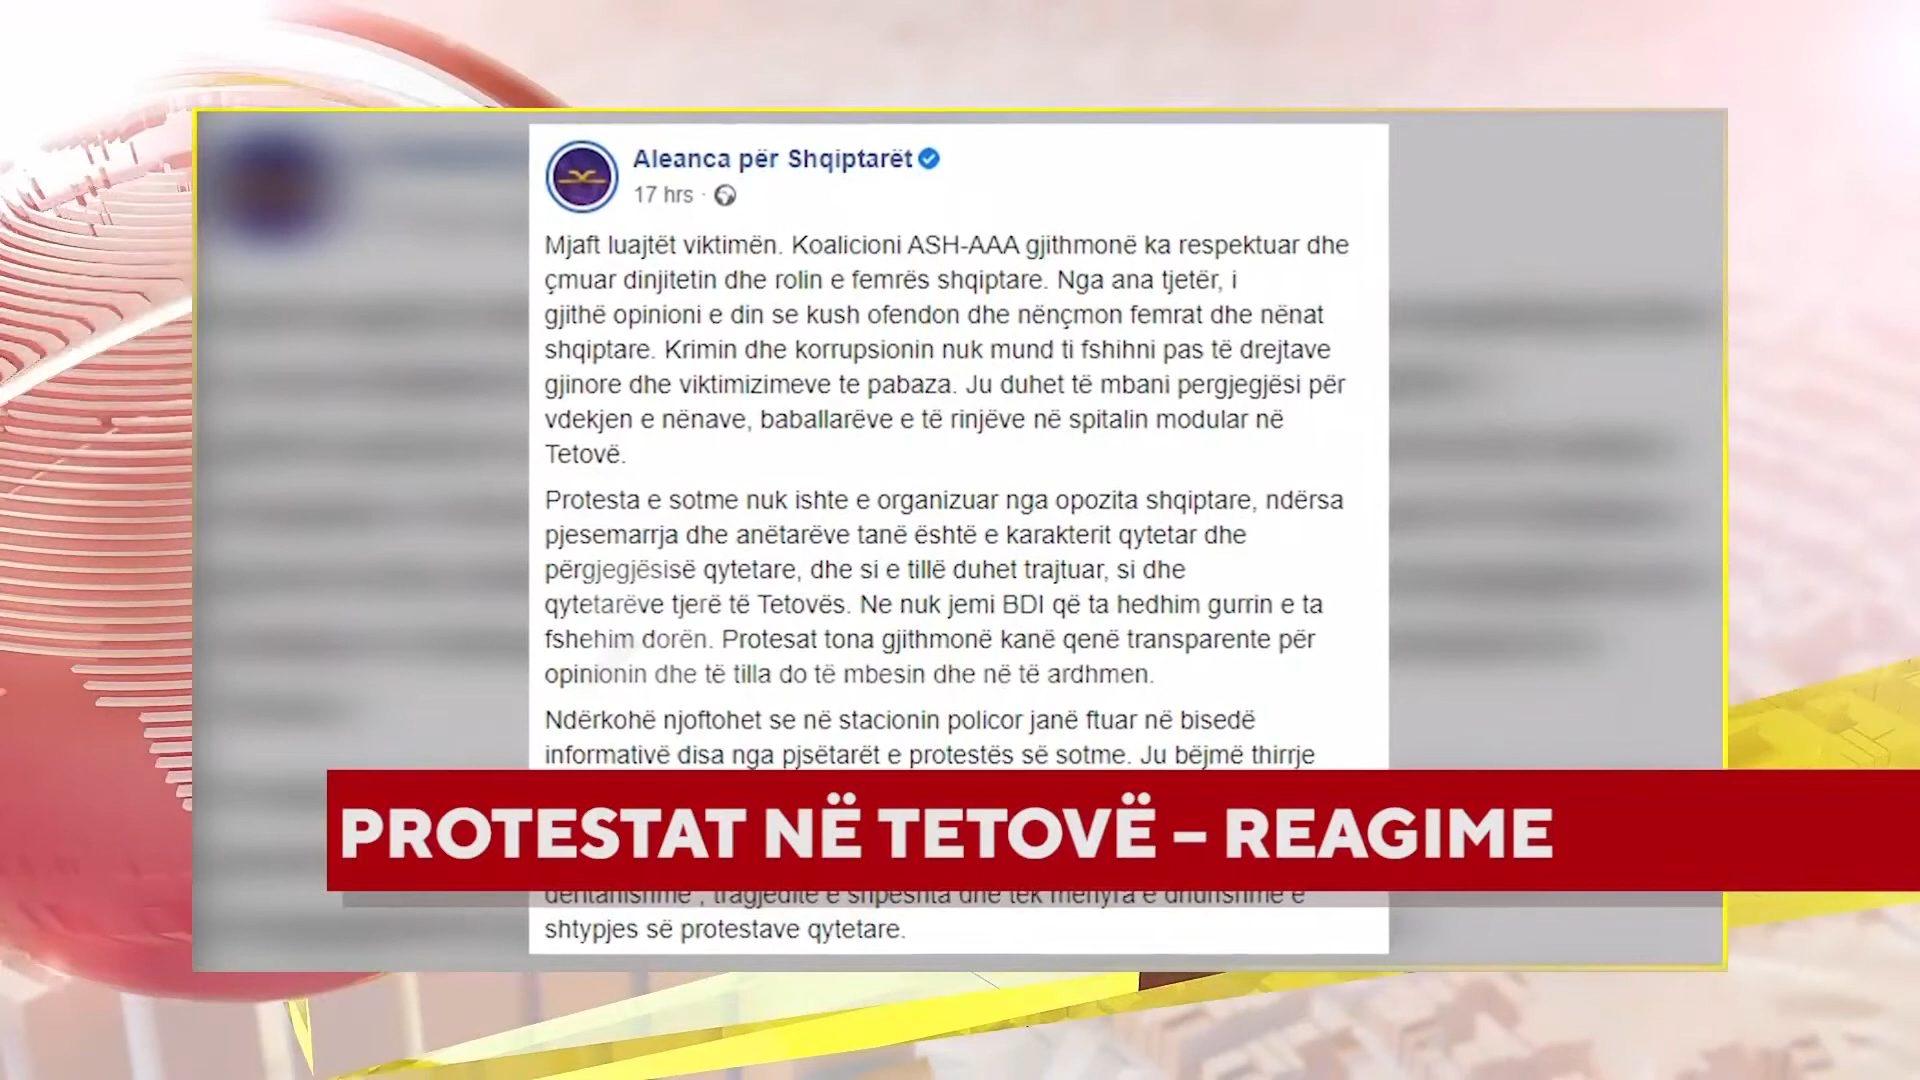 Aleanca për Shqiptarët
17 hrs ·
Mjaft luajtët viktimën. Koalicioni ASH-AAA gjithmonë ka respektuar dhe
çmuar dinjitetin dhe rolin e femrës shqiptare. Nga ana tjetër, i
gjithë opinioni e din se kush ofendon dhe nënçmon femrat dhe nënat
shqiptare. Krimin dhe korrupsionin nuk mund ti fshihni pas të drejtave
gjinore dhe viktimizimeve te pabaza. Ju duhet të mbani pergjegjësi për
vdekjen e nënave, baballarëve e të rinjëve në spitalin modular në
Tetovë.
Protesta e sotme nuk ishte e organizuar nga opozita shqiptare, ndërsa
pjesemarrja dhe anëtarëve tanë është e karakterit qytetar dhe
përgjegjësisë qytetare, dhe si e tillë duhet trajtuar, si dhe
qytetarëve tjerë të Tetovës. Ne nuk jemi BDI që ta hedhim gurrin e ta
fshehim dorën. Protesat tona gjithmonë kanë qenë transparente për
opinionin dhe të tilla do të mbesin dhe në të ardhmen.
Ndërkohë njoftohet se në stacionin policor janë ftuar në bisedë
informativë disa nga pjsëtarët e protestës së sotme. Ju bëjmë thirrje
PROTESTAT NË TETOVË – REAGIME
, tragjeditë e shpeshta dhe tek mënyra e dhunshme e
shtypjes së protestave qytetare.